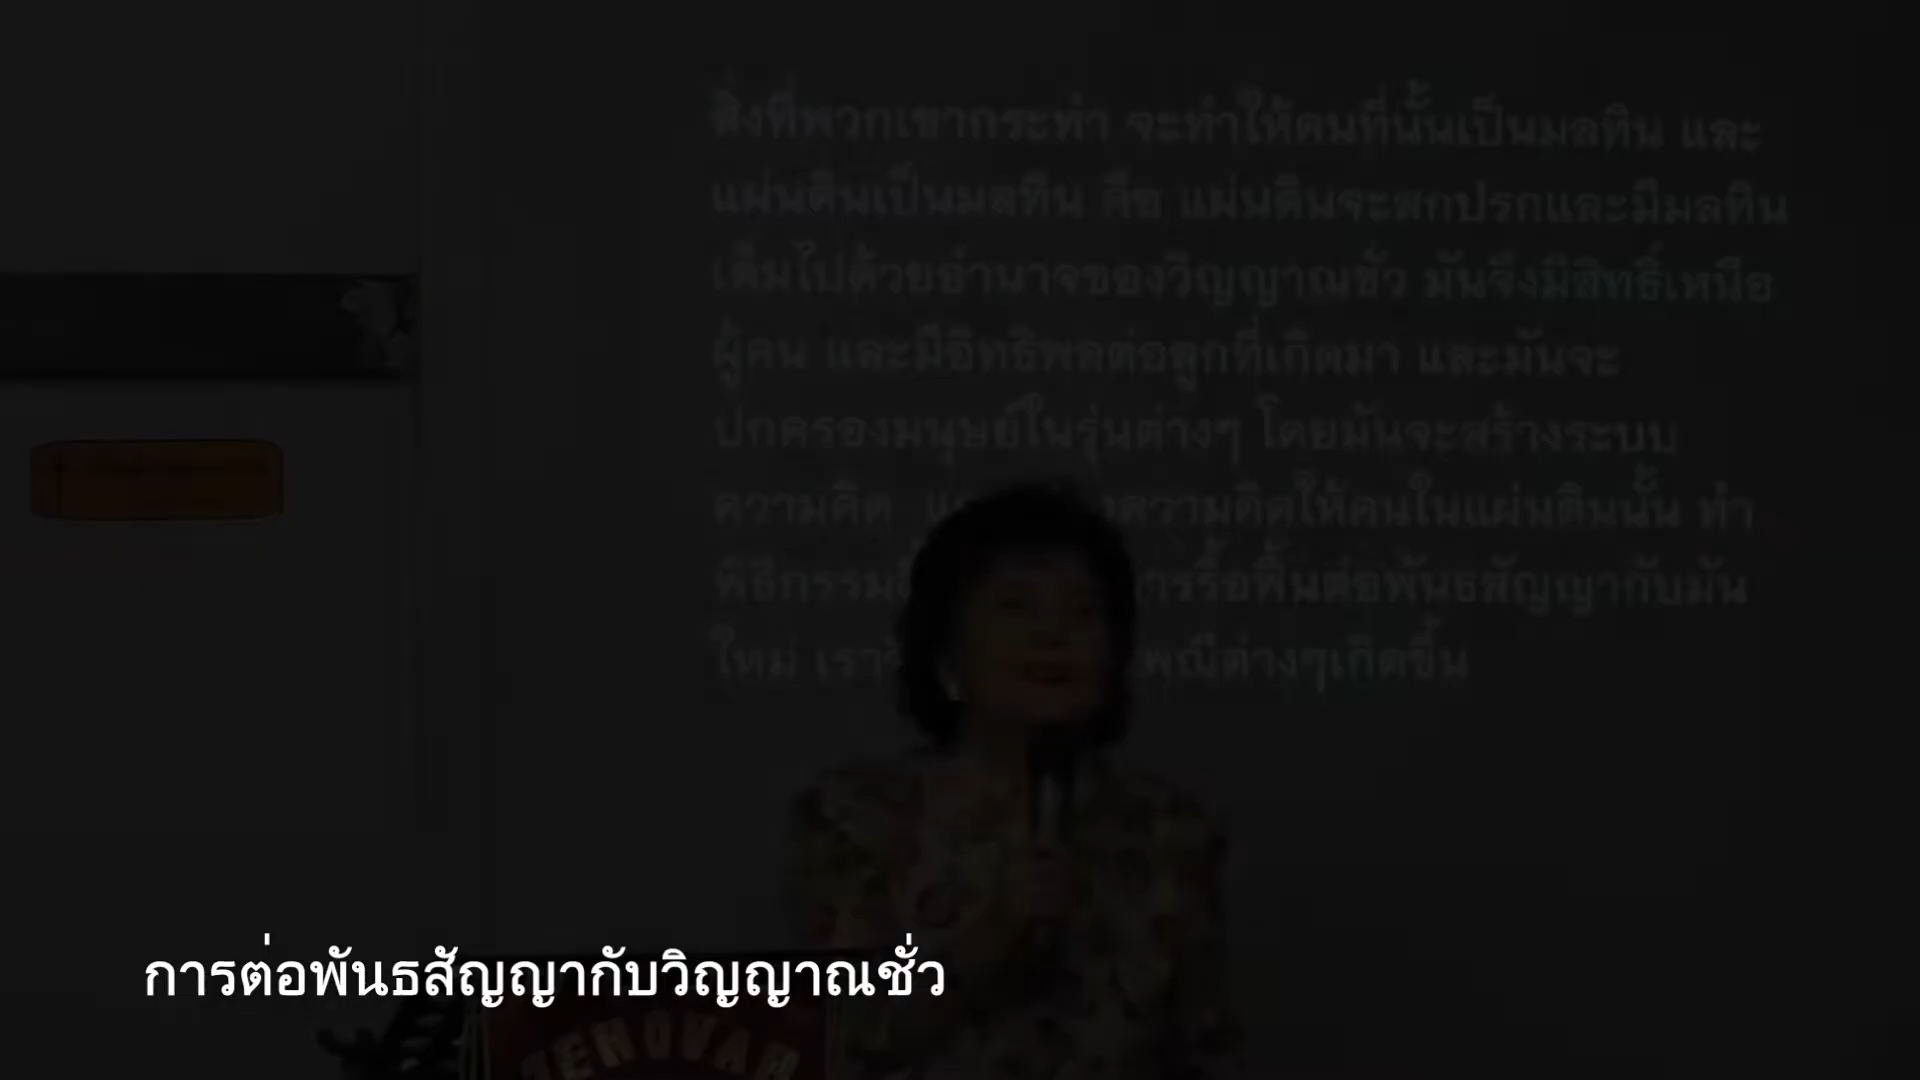 สิ่งที่พวกเขากระทำ จะทำให้คนที่นั้นเป็นมลทิน และ
แผ่นดินเป็นมลทิน คือ แผ่นดินจะสกปรกและมีมลทิน
เต็มไปด้วยอำนาจของวิญญาณชั่ว มันจึงมีสิทธิ์เหนือ
ผู้คน และมีอิทธิพลต่อลูกที่เกิดมา และมันจะ
ปกครองมนุษย์ในรุ่นต่างๆ โดยมันจะสร้างระบบ
ความคิด ความคิดให้คนในแผ่นดินนั้น ทำ
พิธีกรรม รื้อฟื้นต่อพันธสัญญากับมัน
ใหม่ เรา ต่างๆเกิดขึ้น
การต่อพันธสัญญากับวิญญาณชั่ว
JEHOVAH